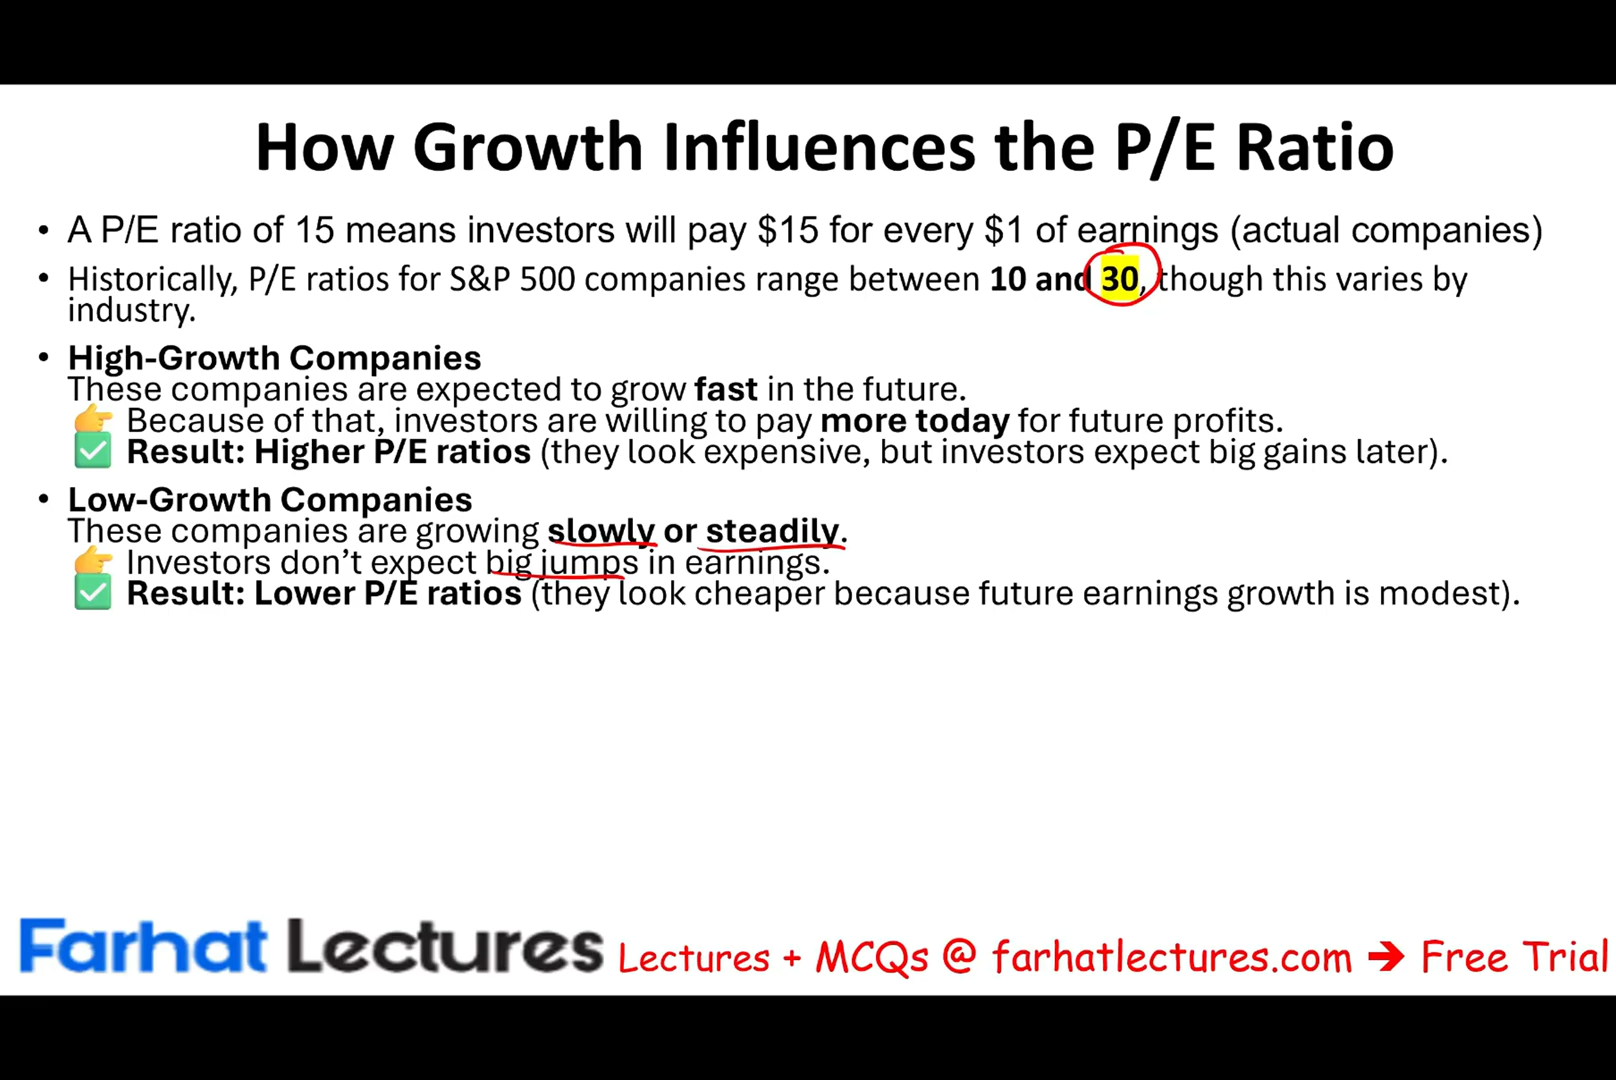 How Growth Influences the P/E Ratio
• A P/E ratio of 15 means investors will pay $15 for every $1 of earnings (actual companies)
• Historically, P/E ratios for S&P 500 companies range between 10 and 30, though this varies by
industry.
• High-Growth Companies
These companies are expected to grow fast in the future.
👉 Because of that, investors are willing to pay more today for future profits.
✅ Result: Higher P/E ratios (they look expensive, but investors expect big gains later).
• Low-Growth Companies
These companies are growing slowly or steadily.
👉 Investors don’t expect big jumps in earnings.
✅ Result: Lower P/E ratios (they look cheaper because future earnings growth is modest).
Farhat Lectures Lectures + MCQs @ farhatlectures.com ➔ Free Trial